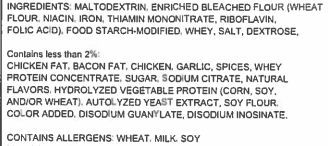 INGREDIENTS: MALTODEXTRIN, ENRICHED BLEACHED FLOUR (WHEAT
FLOUR, NIACIN, IRON, THIAMIN MONONITRATE, RIBOFLAVIN,
FOLIC ACID), FOOD STARCH-MODIFIED, WHEY, SALT, DEXTROSE,
Contains less than 2%:
CHICKEN FAT, BACON FAT, CHICKEN, GARLIC, SPICES, WHEY
PROTEIN CONCENTRATE, SUGAR, SODIUM CITRATE, NATURAL
FLAVORS, HYDROLYZED VEGETABLE PROTEIN (CORN, SOY,
AND/OR WHEAT), AUTOLYZED YEAST EXTRACT, SOY FLOUR,
COLOR ADDED, DISODIUM GUANYLATE, DISODIUM INOSINATE.
CONTAINS ALLERGENS: WHEAT, MILK, SOY